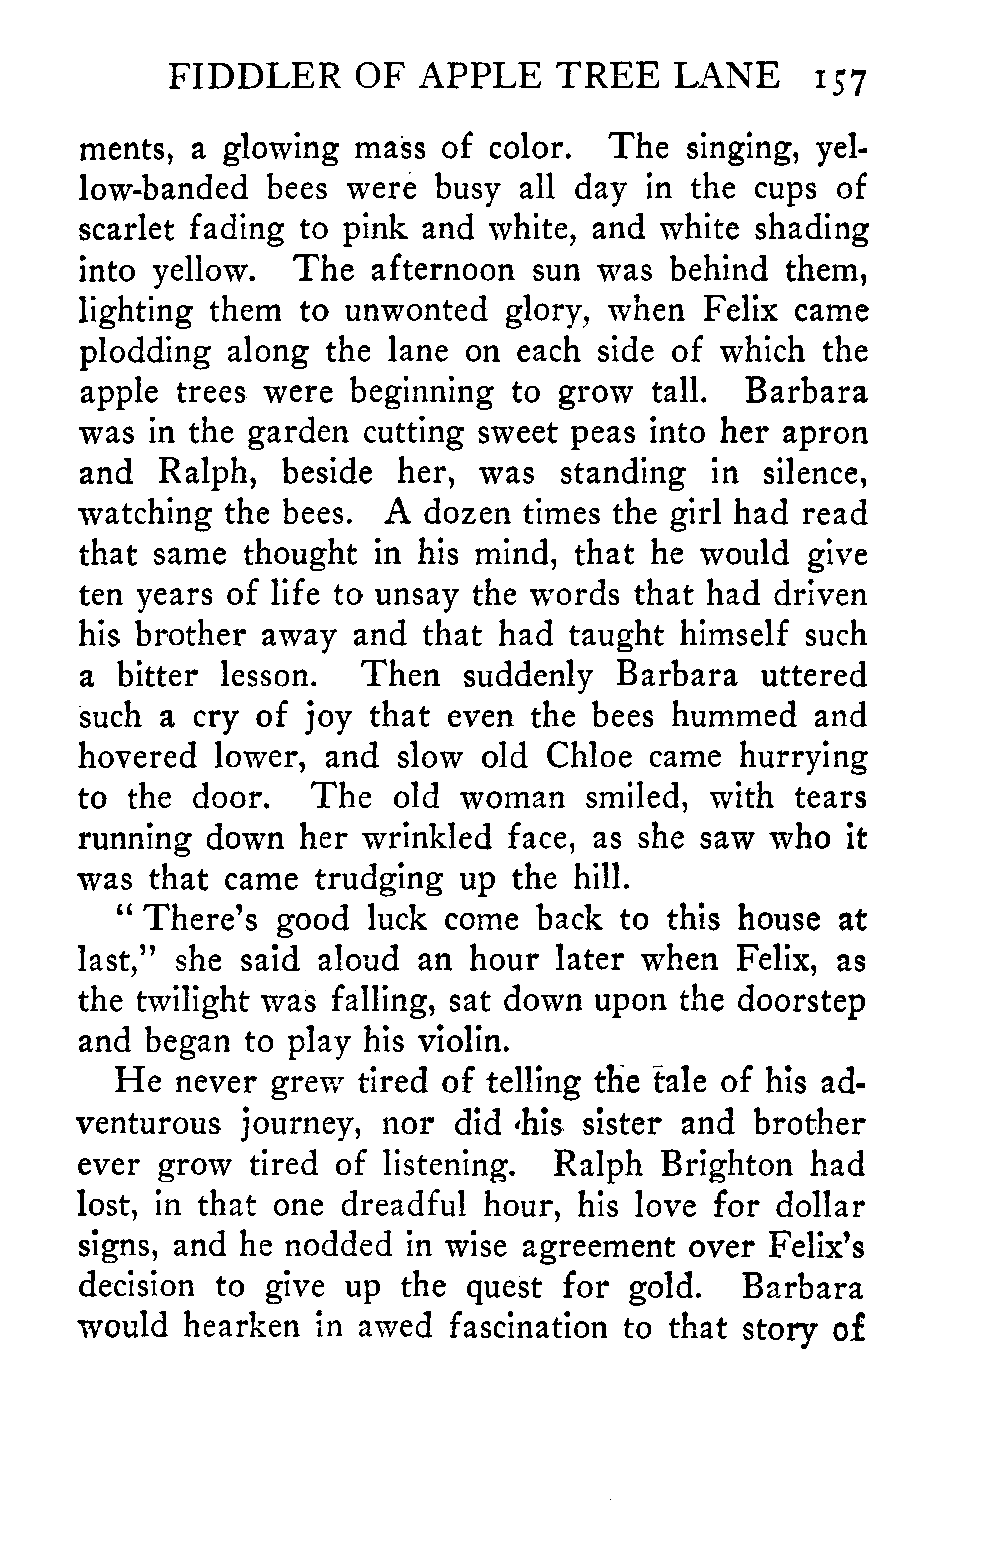 FIDDLER OF APPLE TREE LANE 157
ments, a glowing mass of color. The singing, yel-
low-banded bees were busy all day in the cups of
scarlet fading to pink and white, and white shading
into yellow. The afternoon sun was behind them,
lighting them to unwonted glory, when Felix came
plodding along the lane on each side of which the
apple trees were beginning to grow tall. Barbara
was in the garden cutting sweet peas into her apron
and Ralph, beside her, was standing in silence,
watching the bees. A dozen times the girl had read
that same thought in his mind, that he would give
ten years of life to unsay the words that had driven
his brother away and that had taught himself such
a bitter lesson. Then suddenly Barbara uttered
such a cry of joy that even the bees hummed and
hovered lower, and slow old Chloe came hurrying
to the door. The old woman smiled, with tears
running down her wrinkled face, as she saw who it
was that came trudging up the hill.
“ There’s good luck come back to this house at
last,” she said aloud an hour later when Felix, as
the twilight was falling, sat down upon the doorstep
and began to play his violin.
He never grew tired of telling the tale of his ad-
venturous journey, nor did his sister and brother
ever grow tired of listening. Ralph Brighton had
lost, in that one dreadful hour, his love for dollar
signs, and he nodded in wise agreement over Felix’s
decision to give up the quest for gold. Barbara
would hearken in awed fascination to that story of